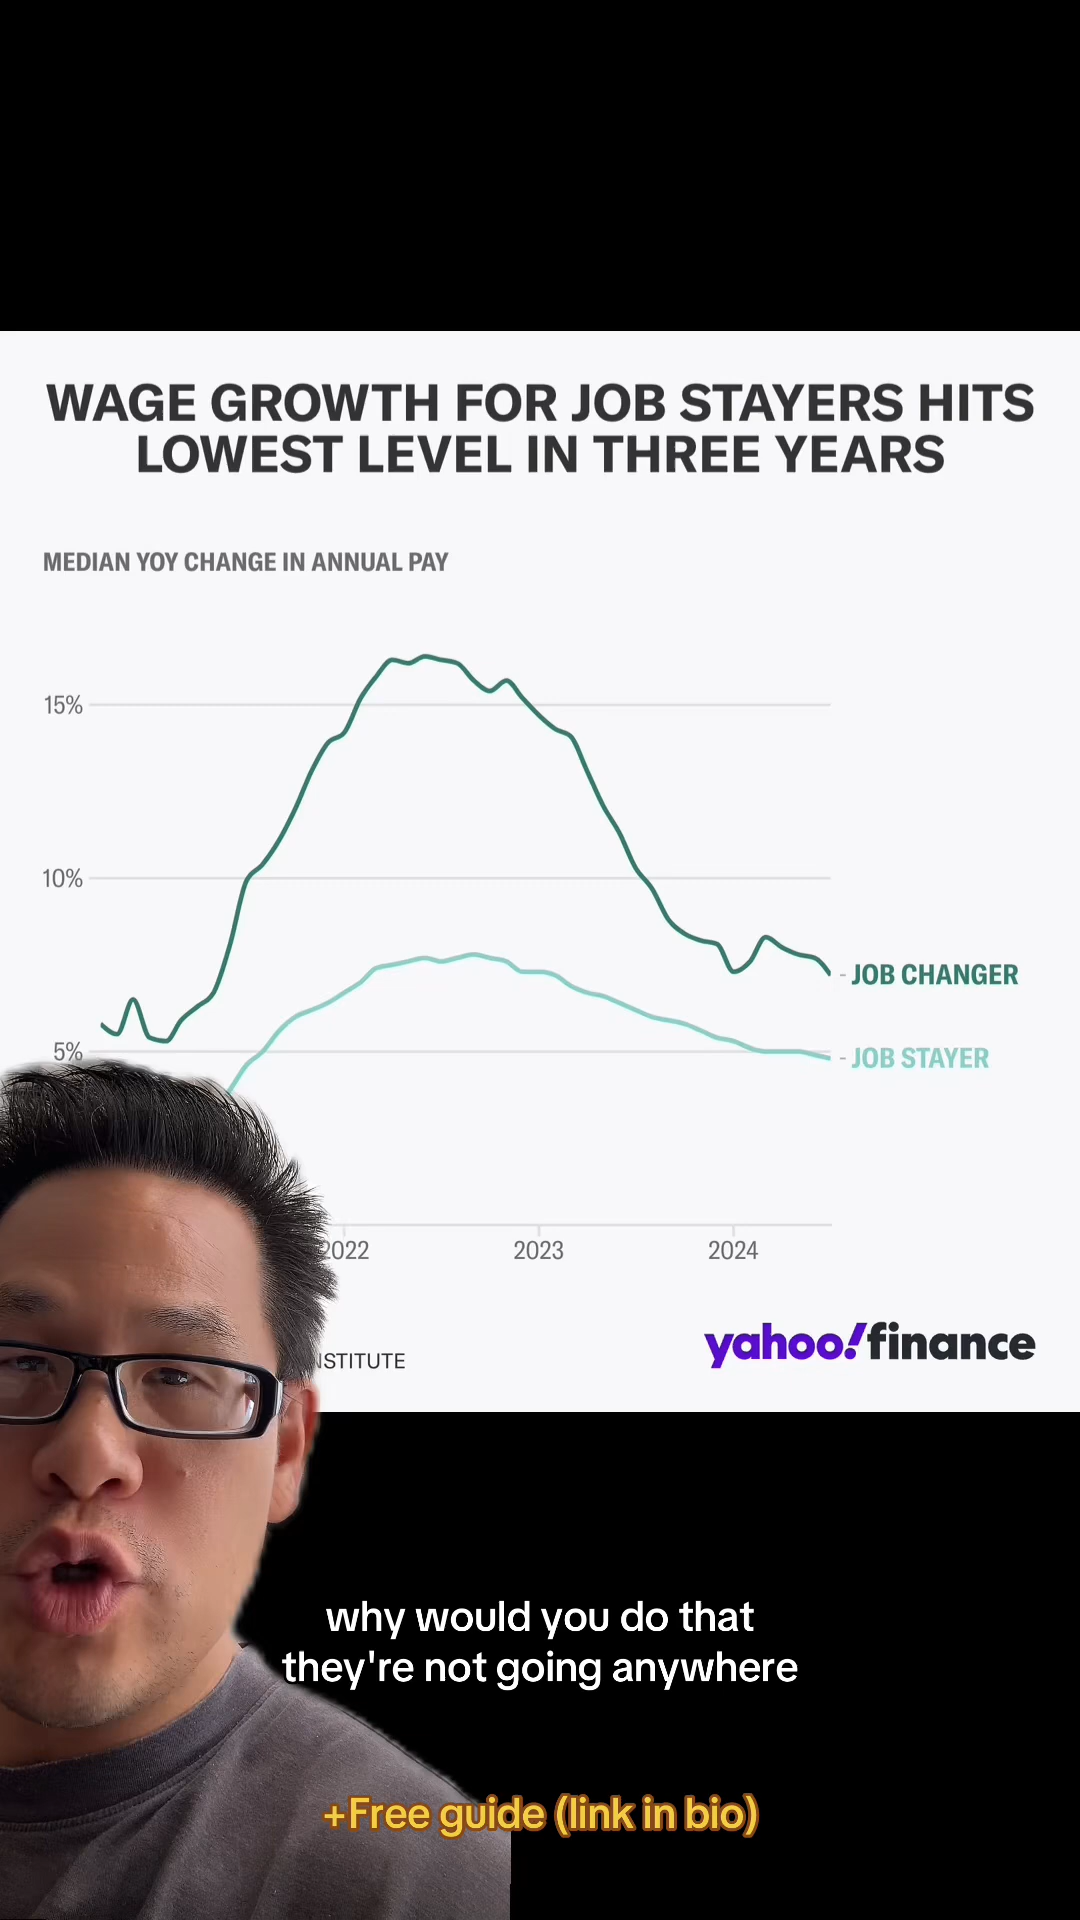 WAGE GROWTH FOR JOB STAYERS HITS
LOWEST LEVEL IN THREE YEARS
MEDIAN YOY CHANGE IN ANNUAL PAY
15%
10%
5%
- JOB CHANGER
- JOB STAYER
2022
2023
2024
NSTITUTE
yahoo!finance
why would you do that
they're not going anywhere
+Free guide (link in bio)